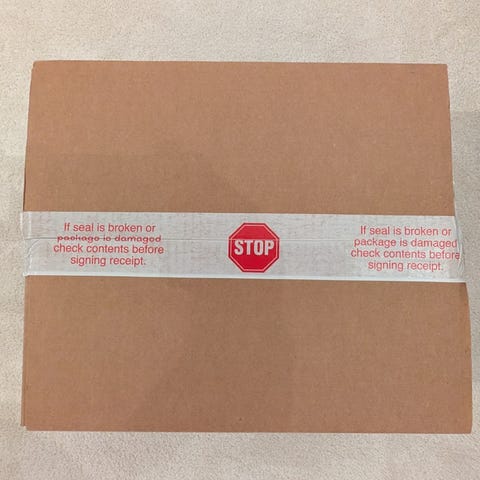 If seal is broken or
package is damaged
check contents before
signing receipt.
STOP
If seal is broken or
package is damaged
check contents before
signing receipt.